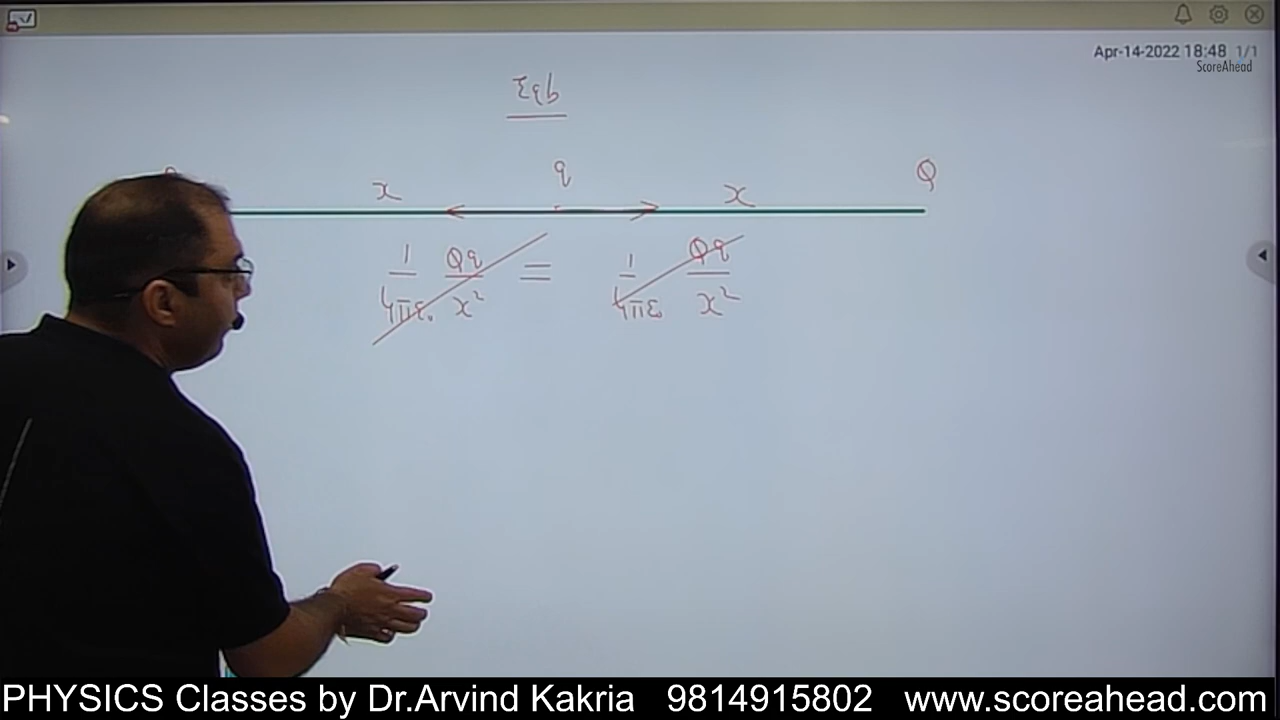 Apr-14-2022 18:48 1/1
ScoreAhead
Eqb
q
Q
x
x
1/4πε₀ Qq/x² = 1/4πε₀ Qq/x²
PHYSICS Classes by Dr.Arvind Kakria 9814915802 www.scoreahead.com